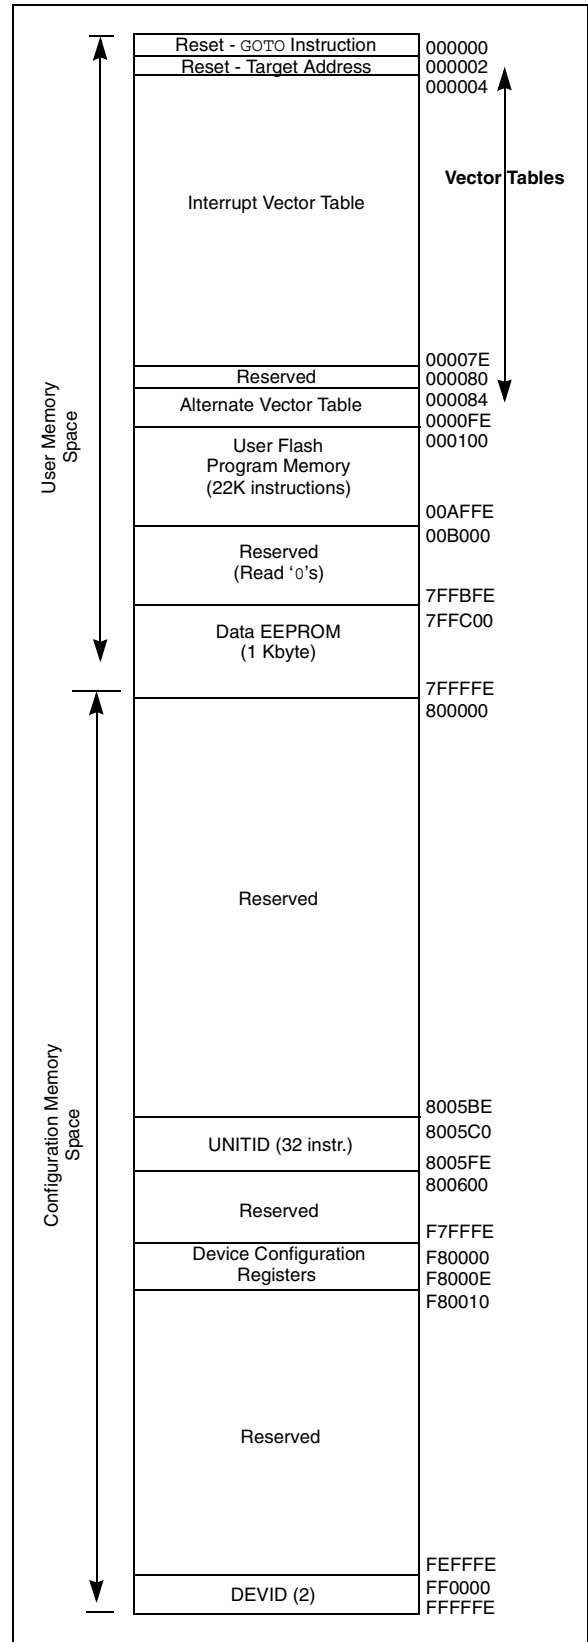 Reset - GOTO Instruction
000000
Reset - Target Address
000002
000004
Vector Tables
Interrupt Vector Table
00007E
Reserved
000080
Alternate Vector Table
000084
0000FE
User Memory
Space
User Flash
Program Memory
(22K instructions)
000100
00AFFE
00B000
Reserved
(Read ‘0’s)
7FFBFE
7FFC00
Data EEPROM
(1 Kbyte)
7FFFFE
800000
Reserved
Configuration Memory
Space
8005BE
8005C0
UNITID (32 instr.)
8005FE
800600
Reserved
F7FFFE
Device Configuration
Registers
F80000
F8000E
F80010
Reserved
FEFFFE
DEVID (2)
FF0000
FFFFFE